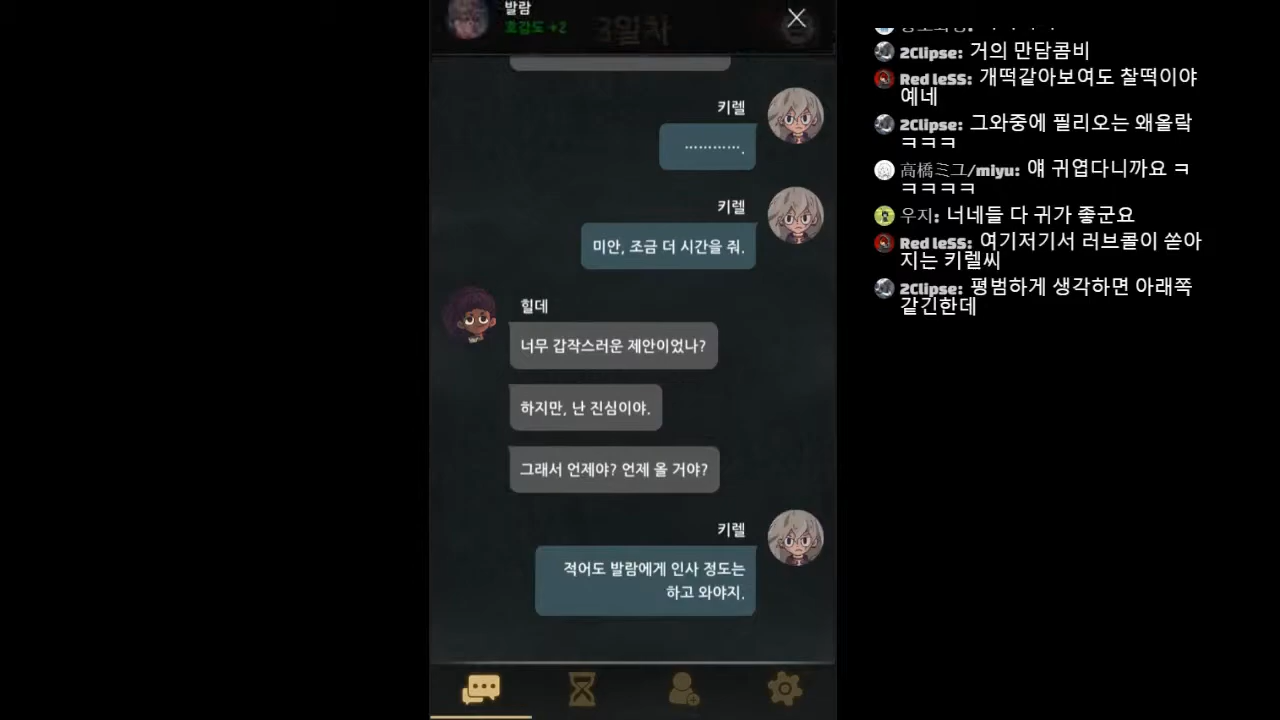 발람
호감도 +2
3일차
키렐
············.
키렐
미안, 조금 더 시간을 줘.
힐데
너무 갑작스러운 제안이었나?
하지만, 난 진심이야.
그래서 언제야? 언제 올 거야?
키렐
적어도 발람에게 인사 정도는
하고 와야지.
2Clipse: 거의 만담콤비
Red leSS: 개떡같아보여도 찰떡이야
예네
2Clipse: 그와중에 필리오는 왜올랔
ㅋㅋㅋ
高橋ミユ/miyu: 얘 귀엽다니까요 ㅋ
ㅋㅋㅋㅋ
우지: 너네들 다 귀가 좋군요
Red leSS: 여기저기서 러브콜이 쏟아
지는 키렐씨
2Clipse: 평범하게 생각하면 아래쪽
같긴한데